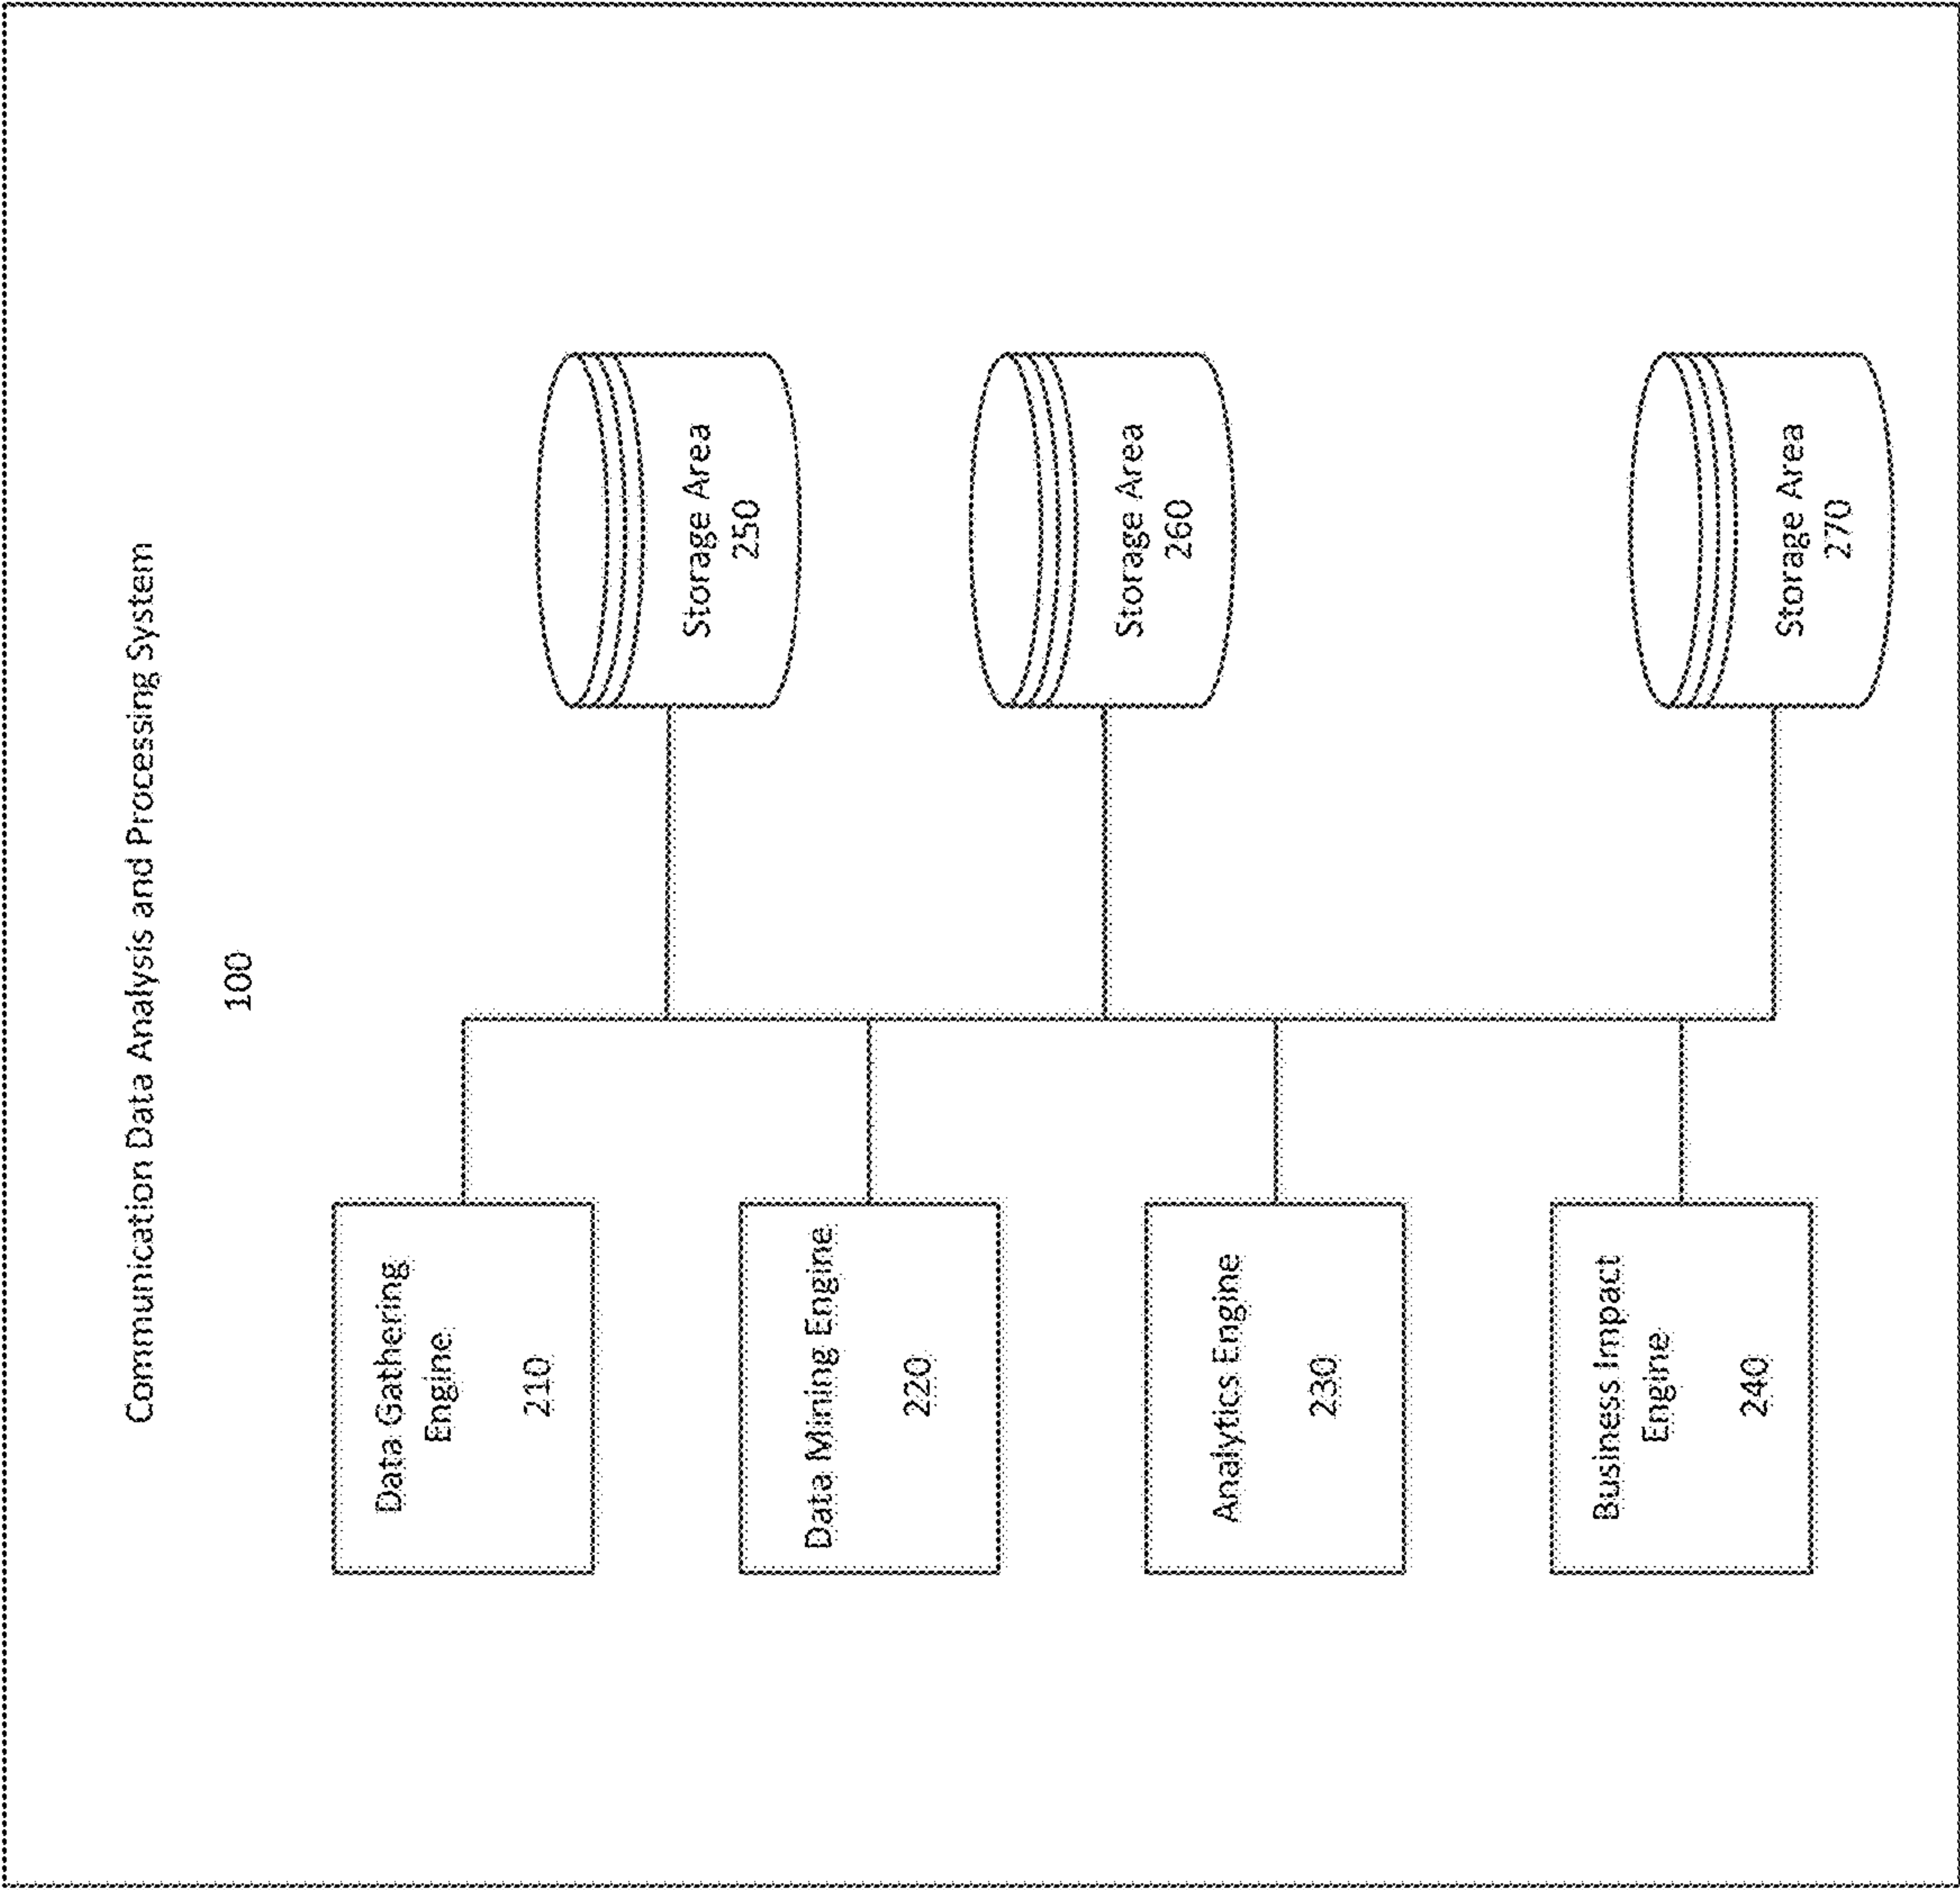 Communication Data Analysis and Processing System
100
Data Gathering
Engine
210
Data Mining Engine
220
Analytics Engine
230
Business Impact
Engine
240
Storage Area
250
Storage Area
260
Storage Area
270